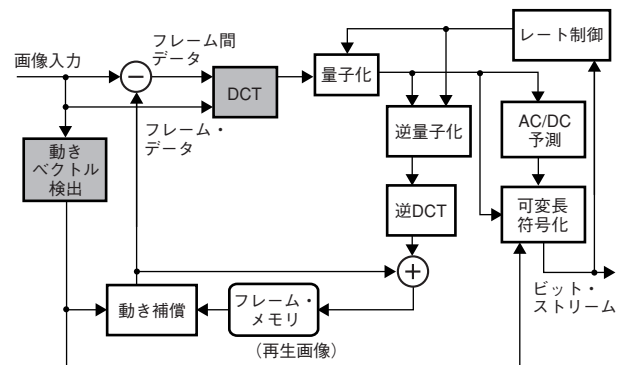 画像入力
フレーム間
データ
レート制御
DCT
量子化
フレーム・
データ
動き
ベクトル
検出
逆量子化
AC/DC
予測
逆DCT
可変長
符号化
動き補償
フレーム・
メモリ
(再生画像)
ビット・
ストリーム